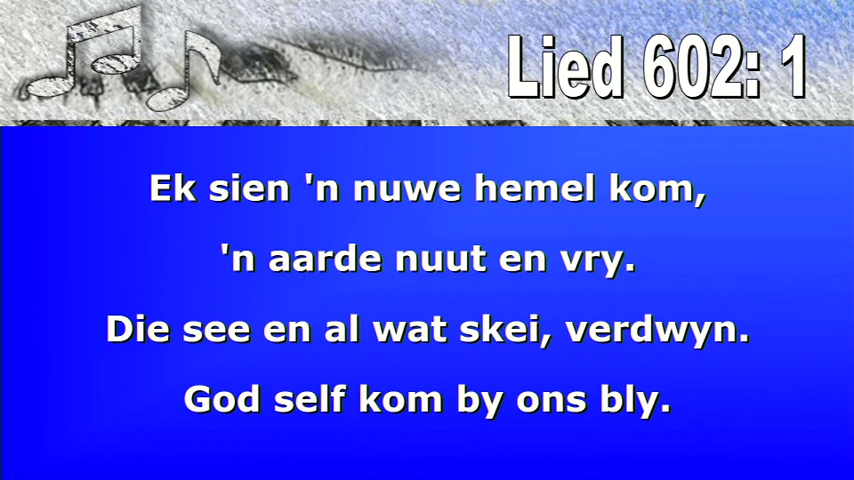 Lied 602: 1
Ek sien 'n nuwe hemel kom,
'n aarde nuut en vry.
Die see en al wat skei, verdwyn.
God self kom by ons bly.